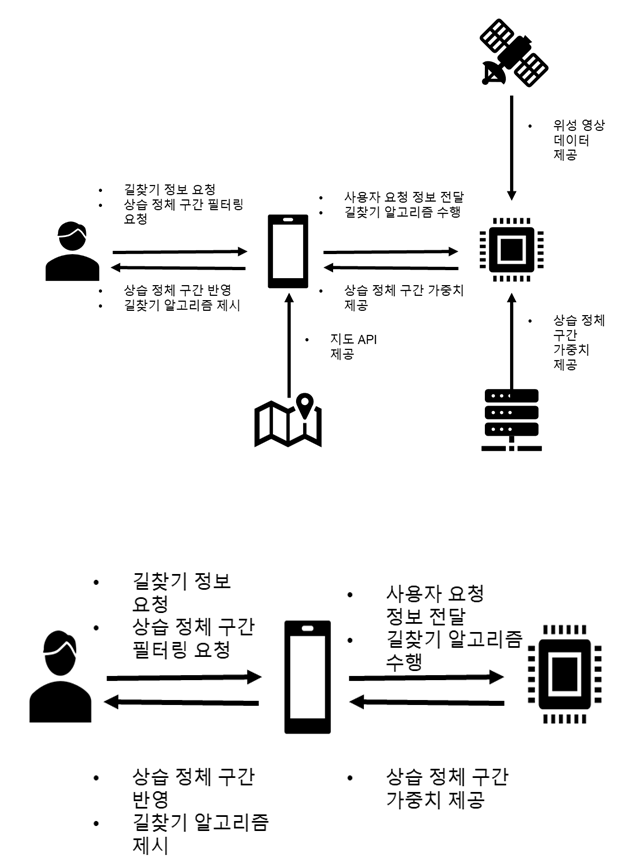 • 위성 영상
데이터
제공
• 길찾기 정보 요청
• 상습 정체 구간 필터링
요청
• 사용자 요청 정보 전달
• 길찾기 알고리즘 수행
• 상습 정체 구간 반영
• 길찾기 알고리즘 제시
• 상습 정체 구간 가중치
제공
• 지도 API
제공
• 상습 정체
구간
가중치
제공
• 길찾기 정보
요청
• 상습 정체 구간
필터링 요청
• 사용자 요청
정보 전달
• 길찾기 알고리즘
수행
• 상습 정체 구간
반영
• 길찾기 알고리즘
제시
• 상습 정체 구간
가중치 제공